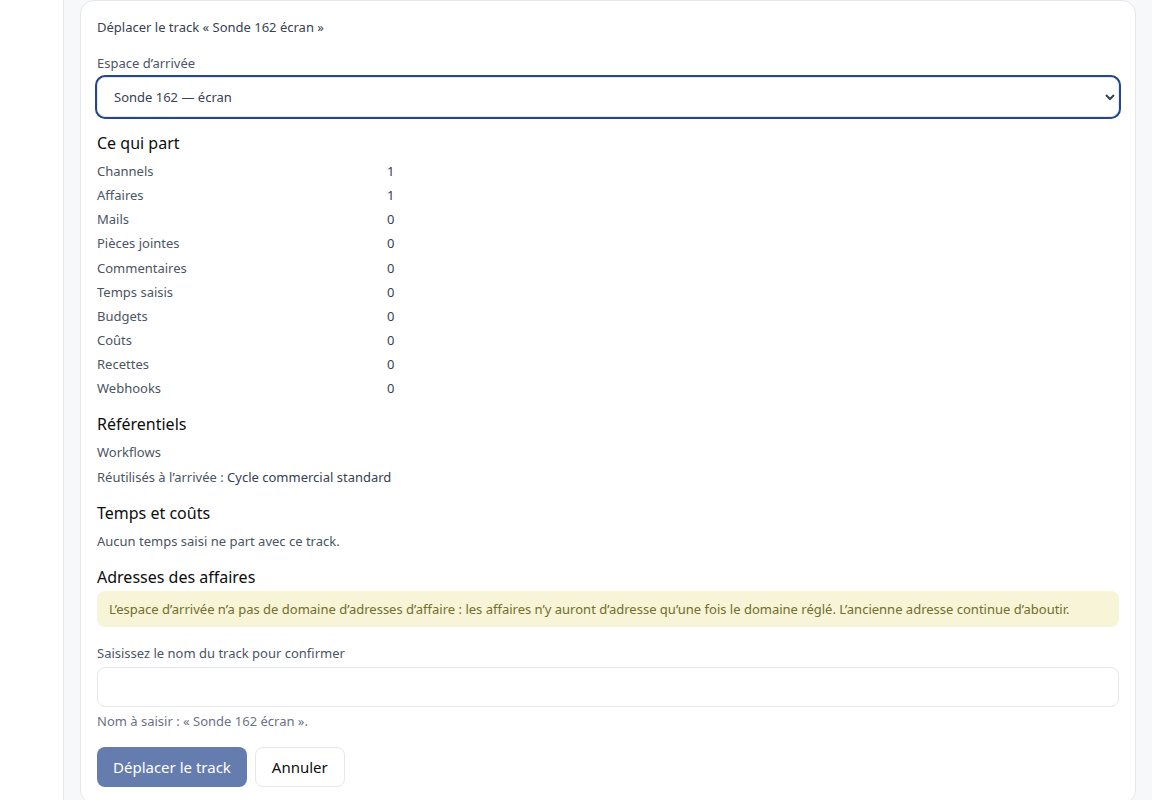 Déplacer le track « Sonde 162 écran »
Espace d’arrivée
Sonde 162 — écran
Ce qui part
Channels 1
Affaires 1
Mails 0
Pièces jointes 0
Commentaires 0
Temps saisis 0
Budgets 0
Coûts 0
Recettes 0
Webhooks 0
Référentiels
Workflows
Réutilisés à l’arrivée : Cycle commercial standard
Temps et coûts
Aucun temps saisi ne part avec ce track.
Adresses des affaires
L’espace d’arrivée n’a pas de domaine d’adresses d’affaire : les affaires n’y auront d’adresse qu’une fois le domaine réglé. L’ancienne adresse continue d’aboutir.
Saisissez le nom du track pour confirmer
Nom à saisir : « Sonde 162 écran ».
Déplacer le track Annuler